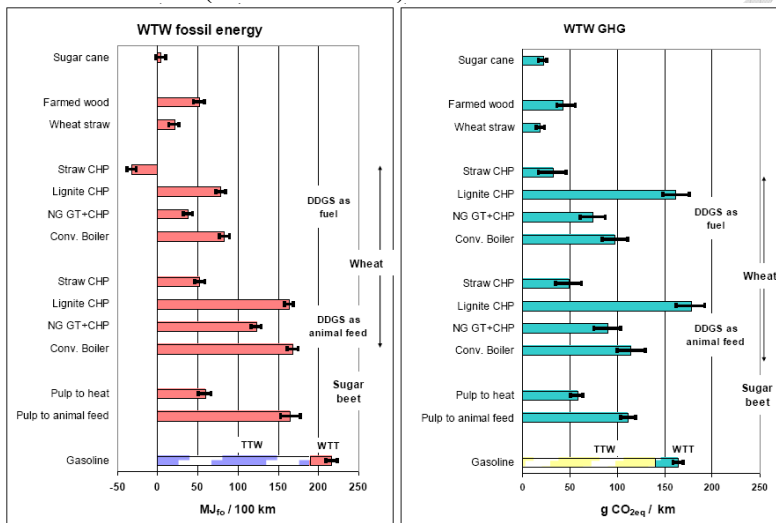 WTW fossil energy
Sugar cane
Farmed wood
Wheat straw
Straw CHP
Lignite CHP
NG GT+CHP
Conv. Boiler
DDGS as
fuel
Wheat
Straw CHP
Lignite CHP
NG GT+CHP
Conv. Boiler
DDGS as
animal feed
Sugar
beet
Pulp to heat
Pulp to animal feed
TTW
WTT
Gasoline
-50 0 50 100 150 200 250
MJfo / 100 km
WTW GHG
Sugar cane
Farmed wood
Wheat straw
Straw CHP
Lignite CHP
NG GT+CHP
Conv. Boiler
DDGS as
fuel
Wheat
Straw CHP
Lignite CHP
NG GT+CHP
Conv. Boiler
DDGS as
animal feed
Sugar
beet
Pulp to heat
Pulp to animal feed
TTW
WTT
Gasoline
0 50 100 150 200 250
g CO2eq / km